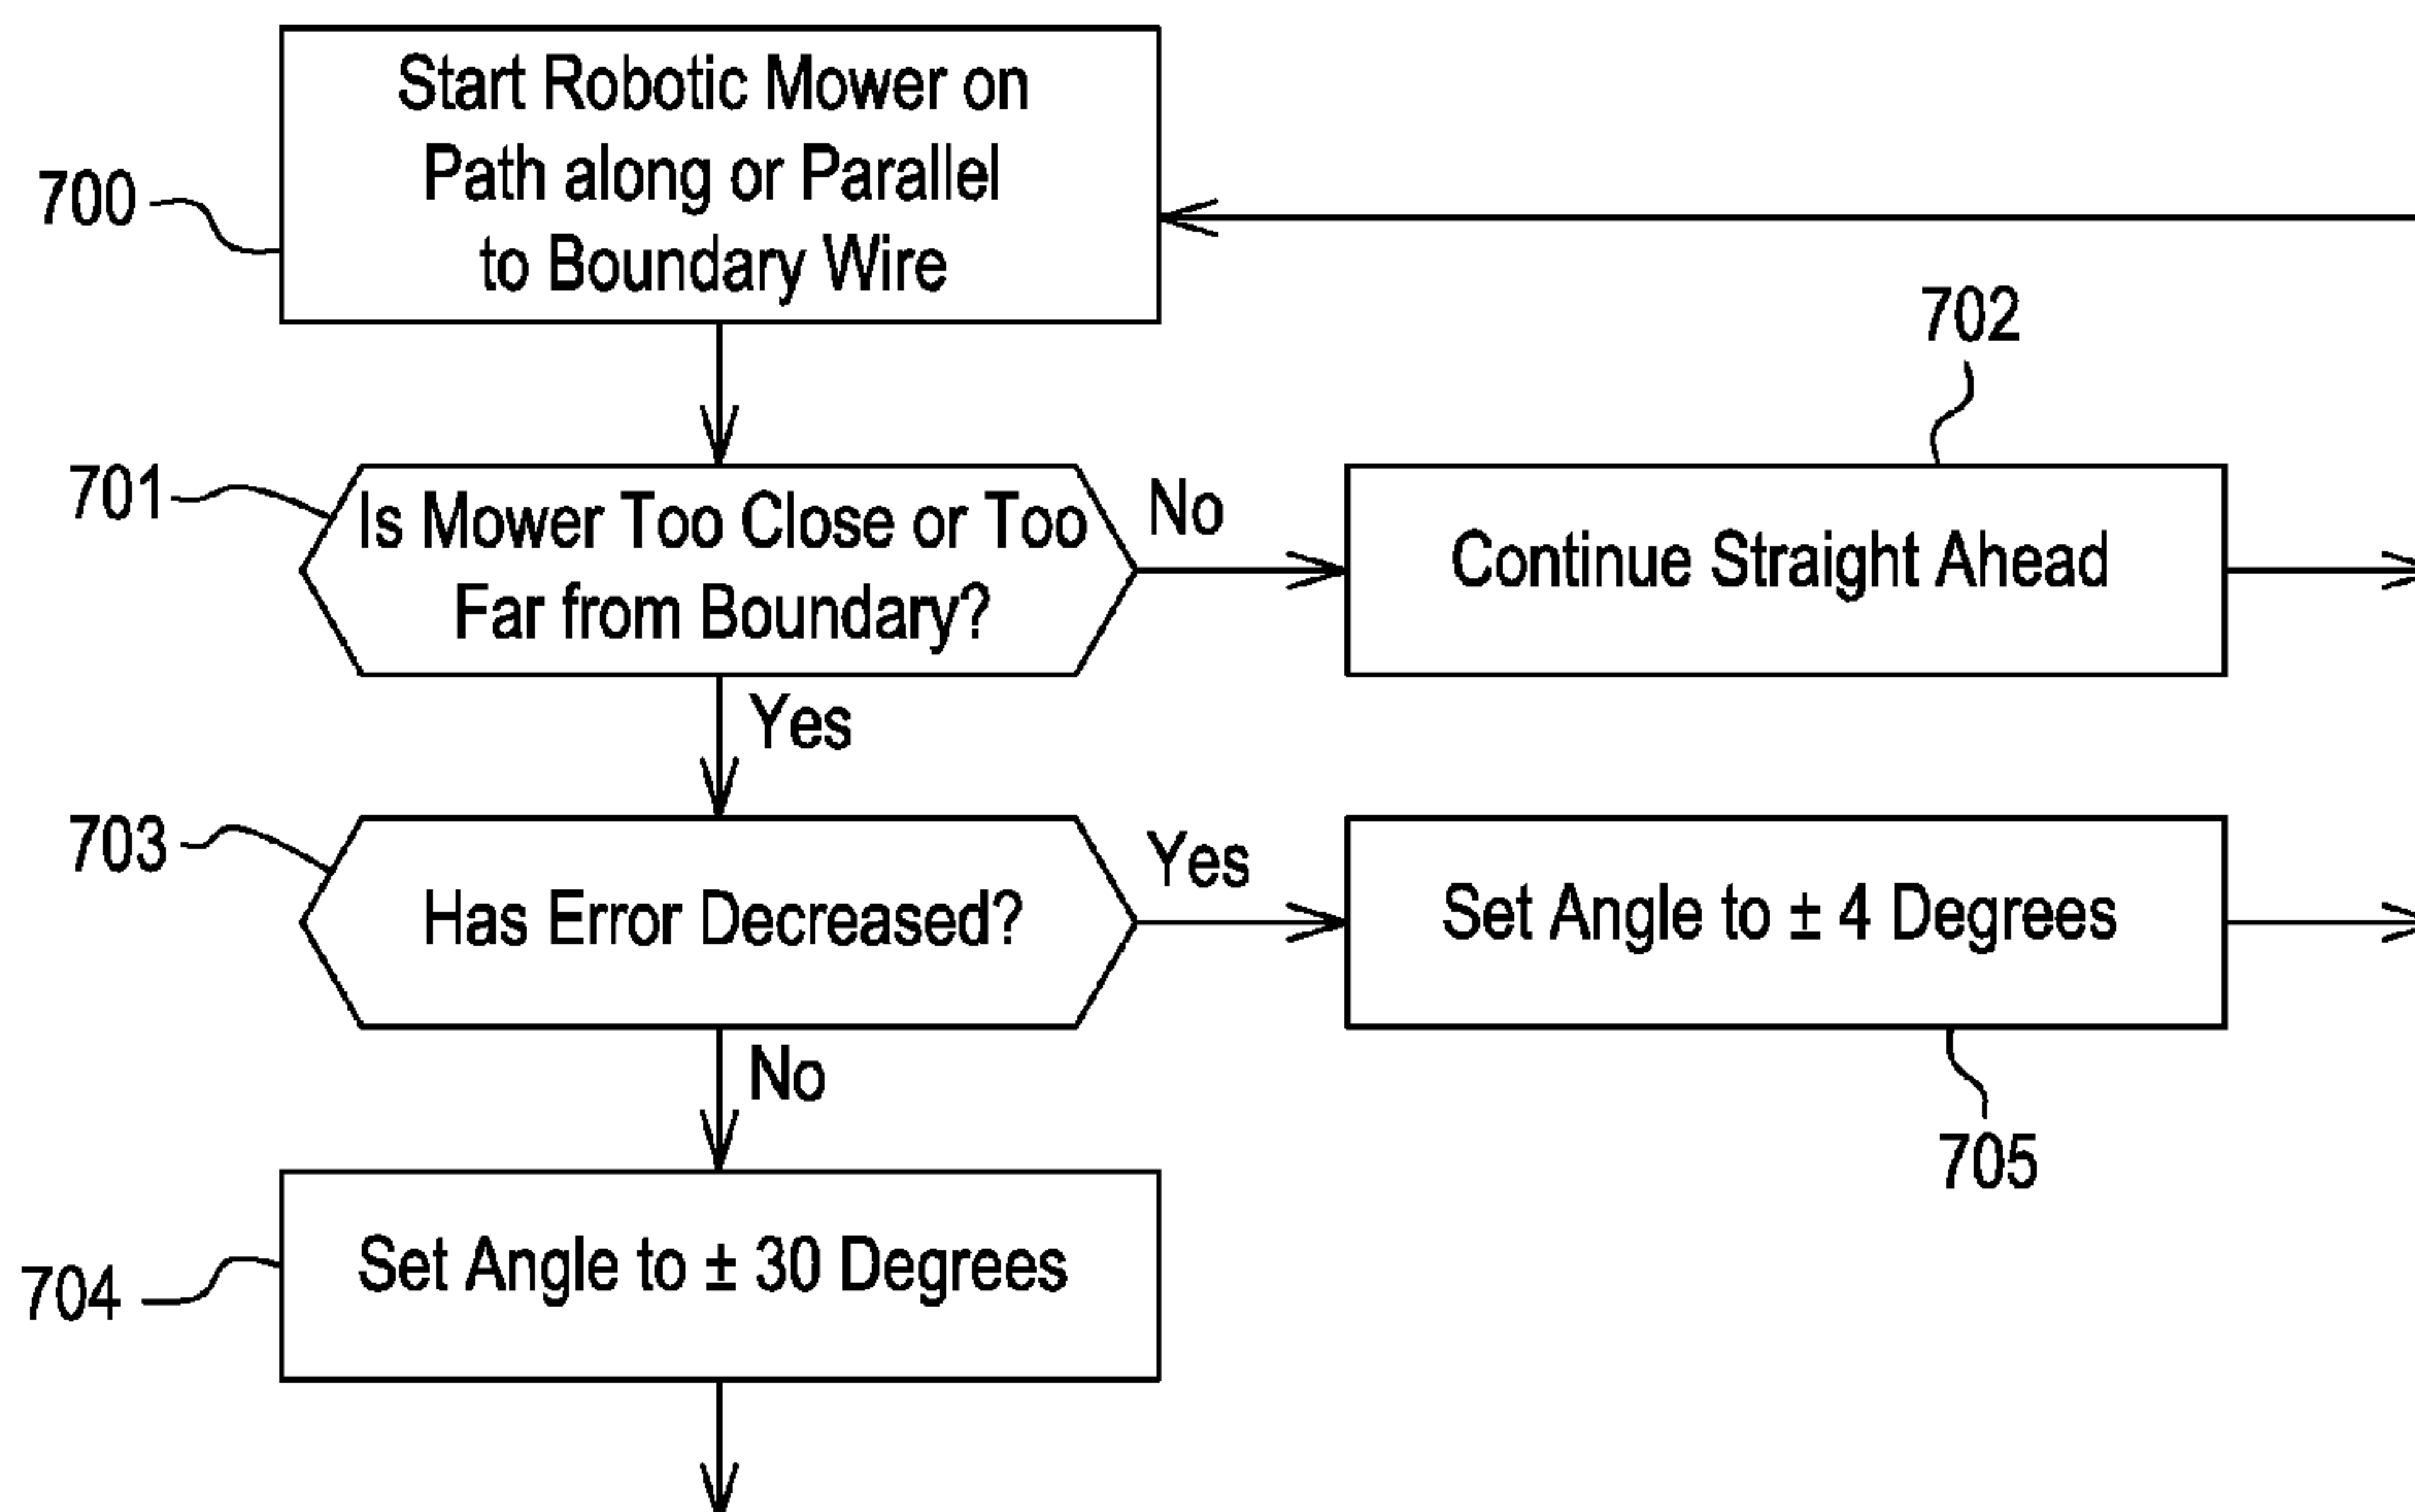 Start Robotic Mower on
Path along or Parallel
to Boundary Wire
700
702
701
Is Mower Too Close or Too
Far from Boundary?
No
Continue Straight Ahead
Yes
703
Has Error Decreased?
Yes
Set Angle to ± 4 Degrees
No
705
704
Set Angle to ± 30 Degrees